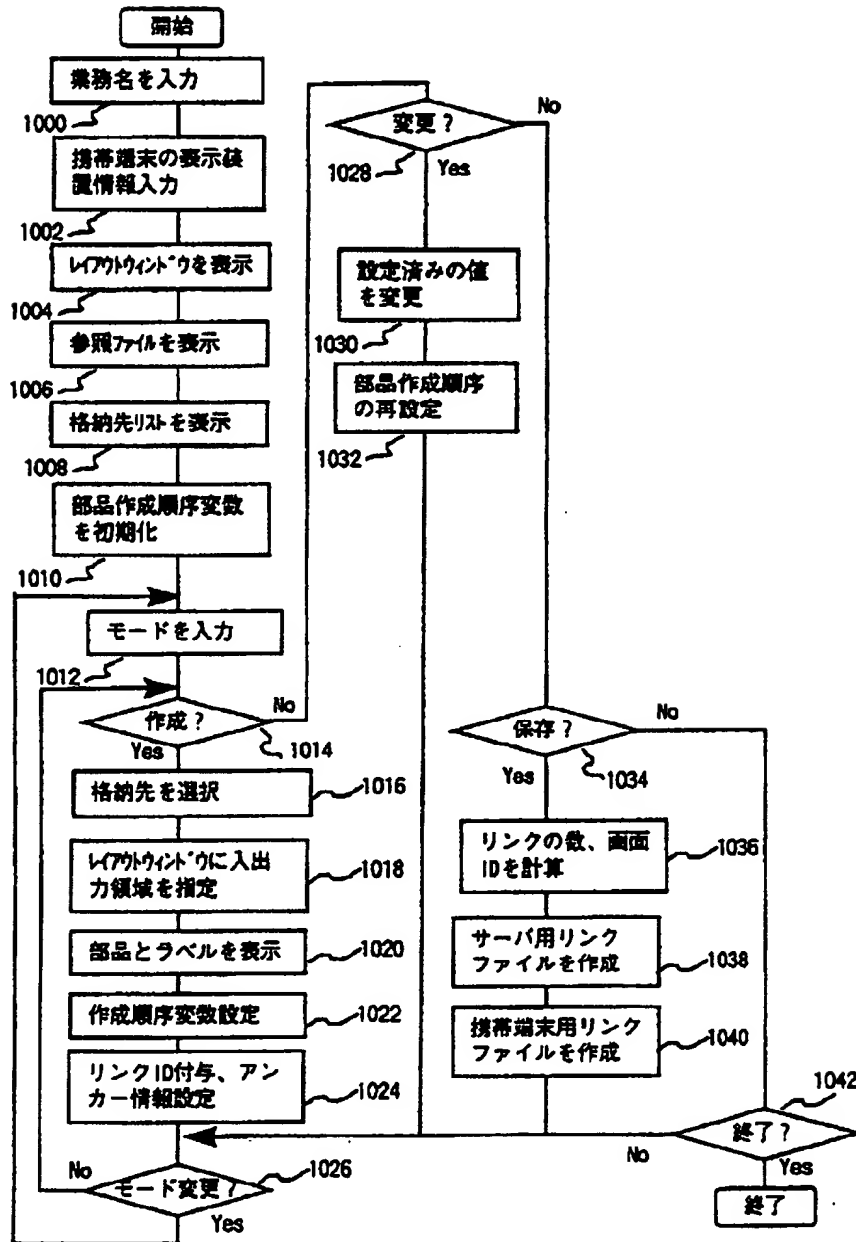 開始
業務名を入力
1000
携帯端末の表示装
置情報入力
1002
ﾚｲｱｳﾄｳｨﾝﾄﾞｳを表示
1004
参照ﾌｧｲﾙを表示
1006
格納先ﾘｽﾄを表示
1008
部品作成順序変数
を初期化
1010
モードを入力
1012
作成？
No
Yes
1014
格納先を選択
1016
ﾚｲｱｳﾄｳｨﾝﾄﾞｳに入出
力領域を指定
1018
部品とラベルを表示
1020
作成順序変数設定
1022
リンクID付与、アン
カー情報設定
1024
モード変更？
No
Yes
1026
変更？
No
Yes
1028
設定済みの値
を変更
1030
部品作成順序
の再設定
1032
保存？
No
Yes
1034
リンクの数、画面
IDを計算
1036
サーバ用リンク
ファイルを作成
1038
携帯端末用リンク
ファイルを作成
1040
1042
終了？
No
Yes
終了